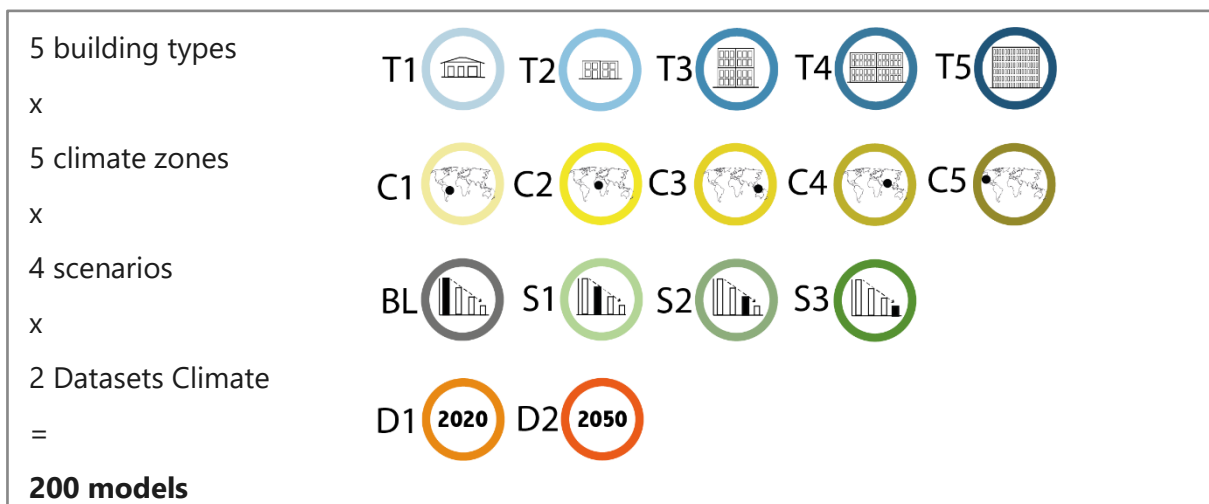 5 building types
T1 T2 T3 T4 T5
x
5 climate zones
C1 C2 C3 C4 C5
x
4 scenarios
BL S1 S2 S3
x
2 Datasets Climate
D1 2020 D2 2050
=
200 models